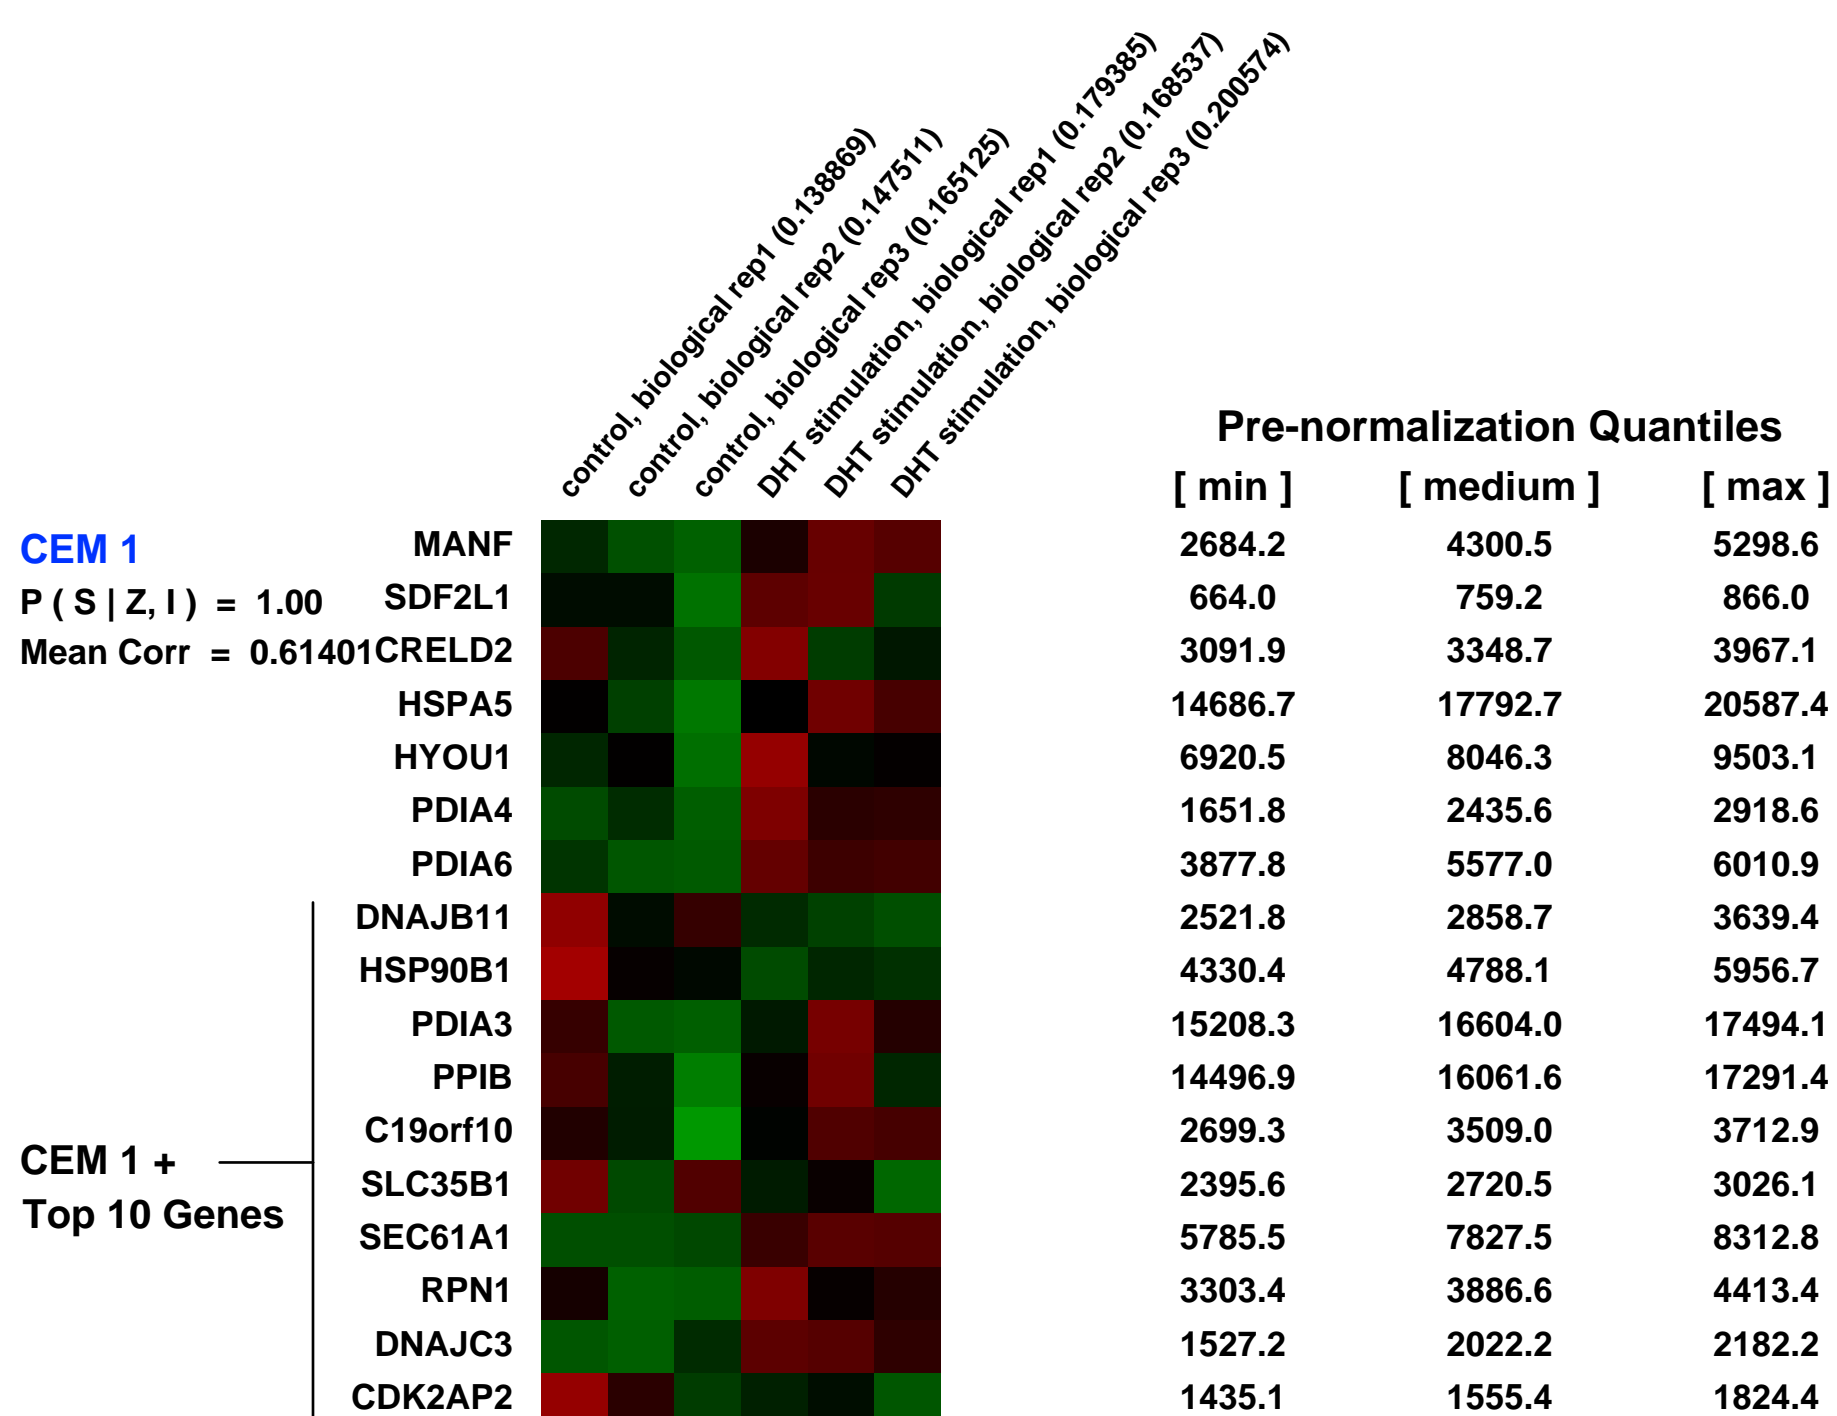 control, biological rep1 (0.138869)
control, biological rep2 (0.147511)
control, biological rep3 (0.165125)
DHT stimulation, biological rep1 (0.179385)
DHT stimulation, biological rep2 (0.168537)
DHT stimulation, biological rep3 (0.200574)
Pre-normalization Quantiles
[ min ] [ medium ] [ max ]
CEM 1 MANF 2684.2 4300.5 5298.6
P ( S | Z, I ) = 1.00 SDF2L1 664.0 759.2 866.0
Mean Corr = 0.61401 CRELD2 3091.9 3348.7 3967.1
HSPA5 14686.7 17792.7 20587.4
HYOU1 6920.5 8046.3 9503.1
PDIA4 1651.8 2435.6 2918.6
PDIA6 3877.8 5577.0 6010.9
DNAJB11 2521.8 2858.7 3639.4
HSP90B1 4330.4 4788.1 5956.7
PDIA3 15208.3 16604.0 17494.1
PPIB 14496.9 16061.6 17291.4
C19orf10 2699.3 3509.0 3712.9
CEM 1 +
SLC35B1 2395.6 2720.5 3026.1
Top 10 Genes
SEC61A1 5785.5 7827.5 8312.8
RPN1 3303.4 3886.6 4413.4
DNAJC3 1527.2 2022.2 2182.2
CDK2AP2 1435.1 1555.4 1824.4